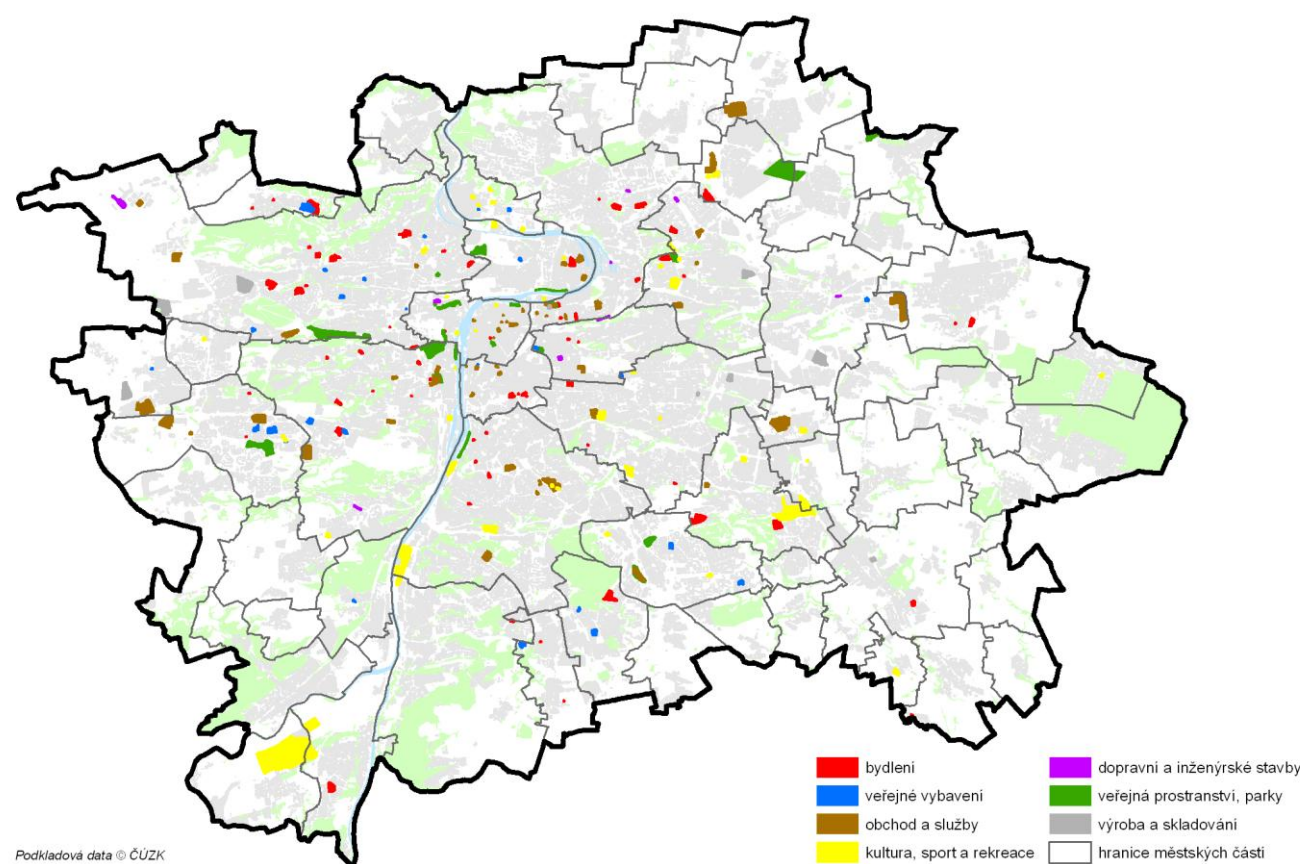 bydlení
veřejné vybavení
obchod a služby
kultura, sport a rekreace
dopravní a inženýrské stavby
veřejná prostranství, parky
výroba a skladování
hranice městských částí
Podkladová data © ČÚZK